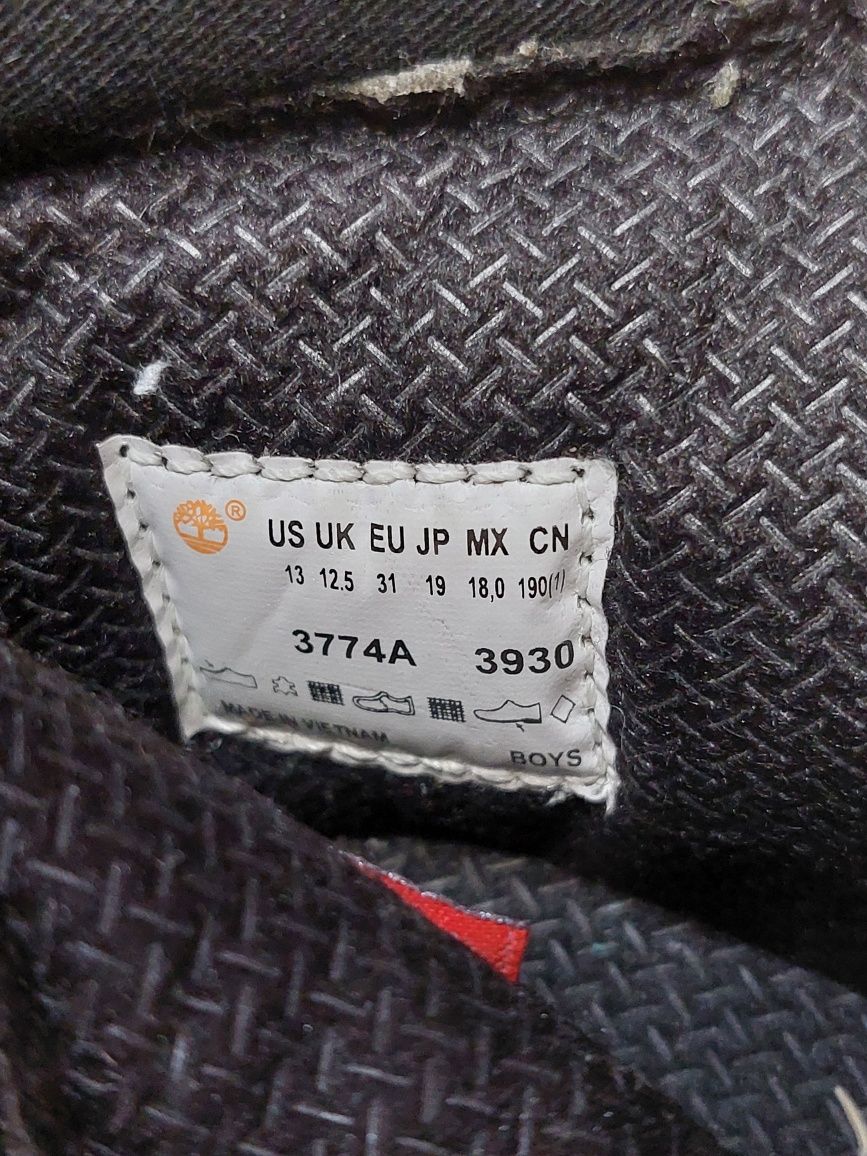 ®
US UK EU JP MX CN
13 12.5 31 19 18,0 190(1)
3774A 3930
MADE IN VIETNAM
BOYS